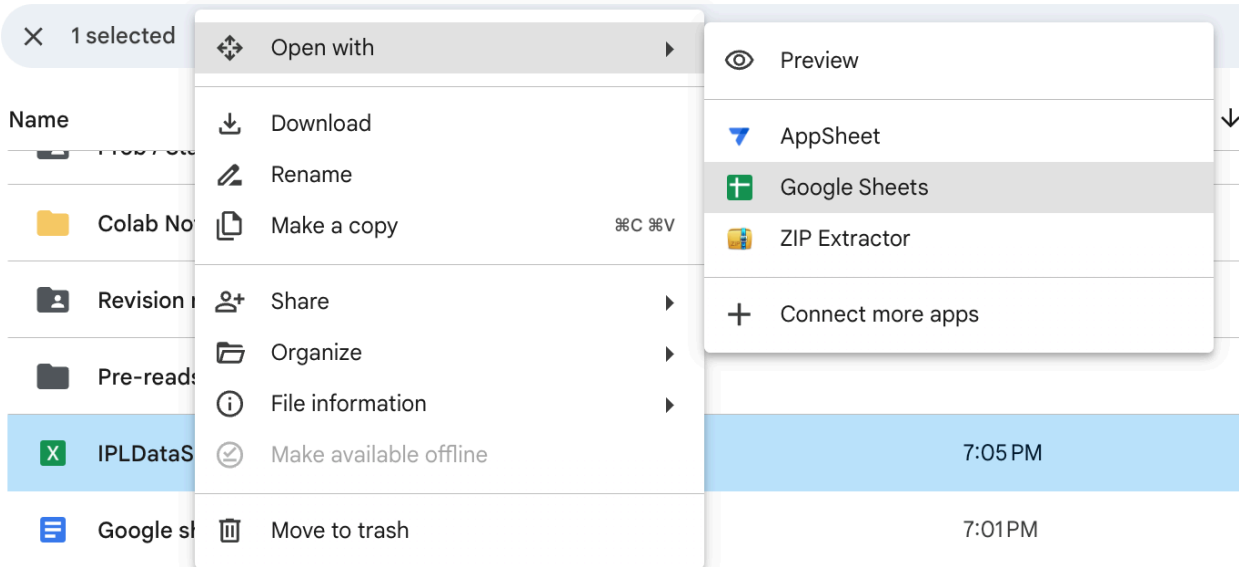 1 selected
Name
Colab No
Revision
Pre-reads
IPLDataS
7:05 PM
Google sh
7:01 PM
Open with
Download
Rename
Make a copy
⌘C ⌘V
Share
Organize
File information
Make available offline
Move to trash
Preview
AppSheet
Google Sheets
ZIP Extractor
Connect more apps